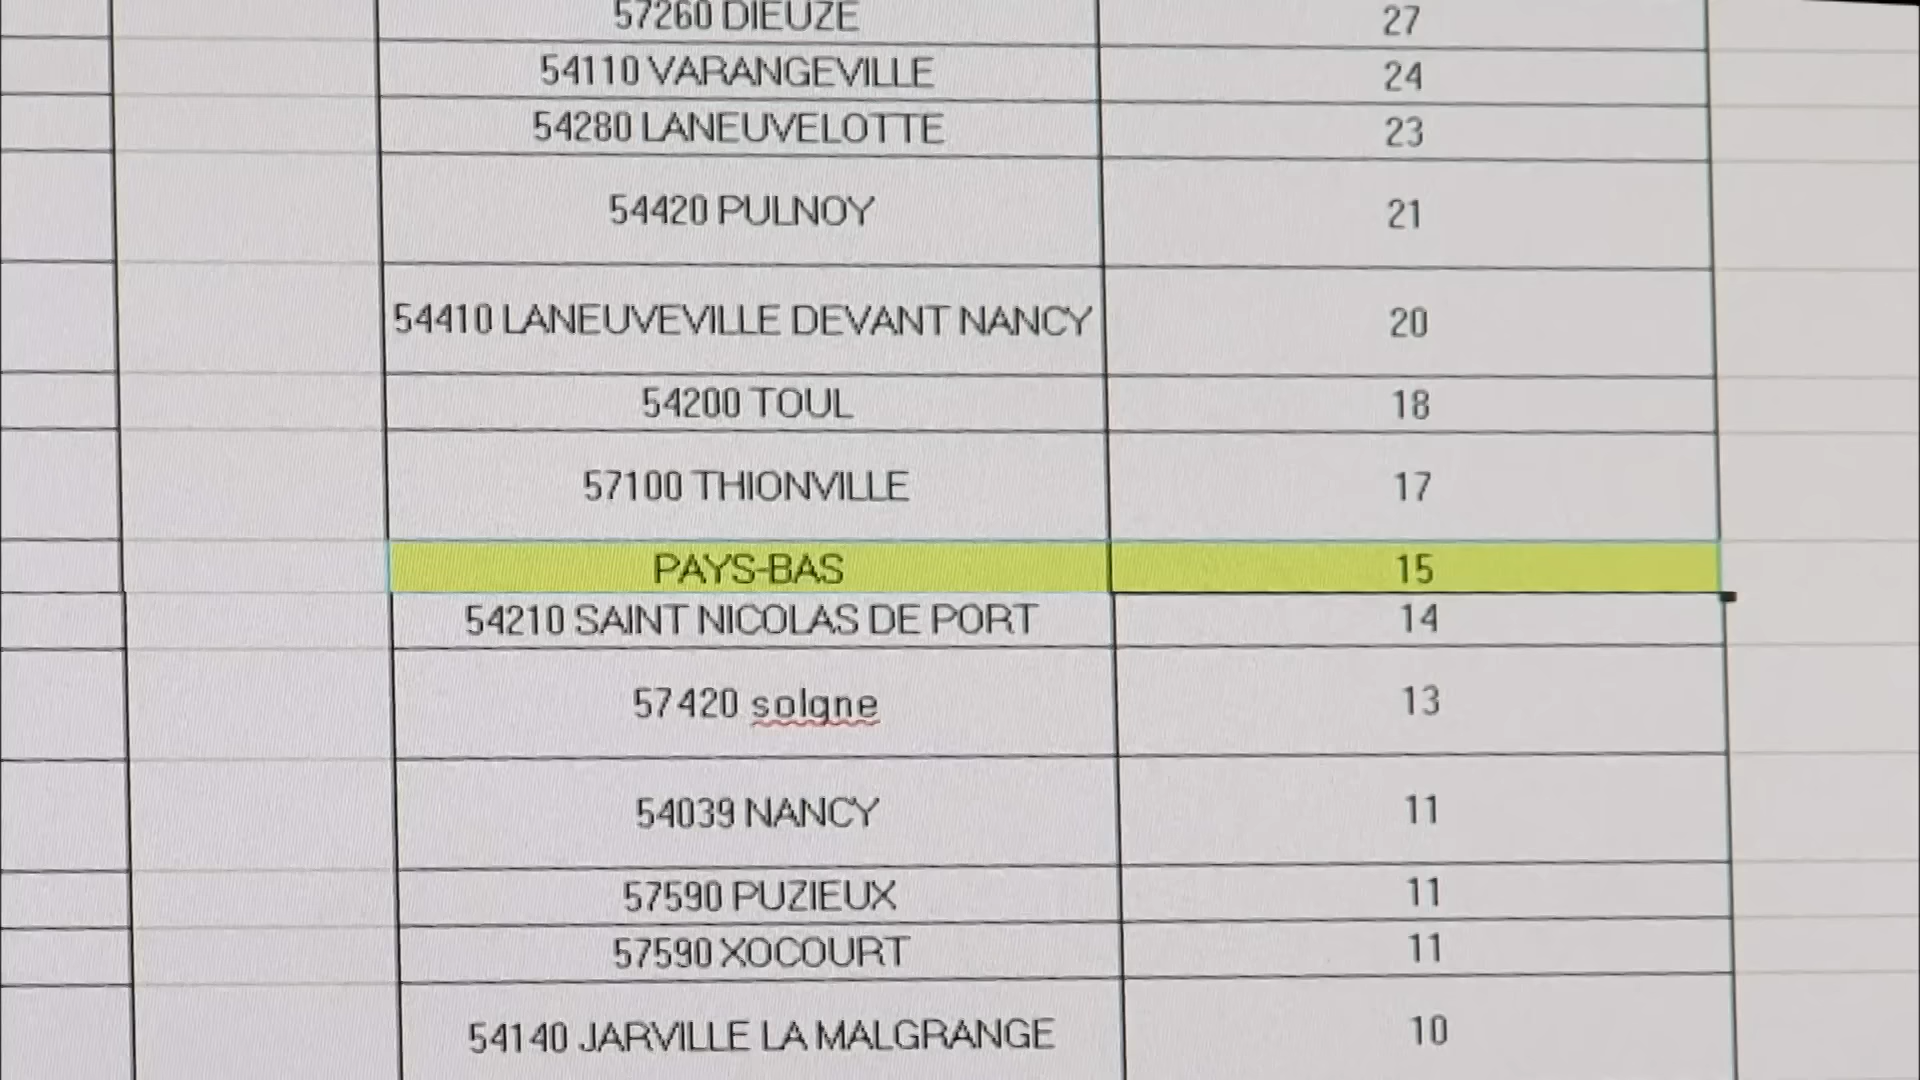 57260 DIEUZE 27
54110 VARANGEVILLE 24
54280 LANEUVELOTTE 23
54420 PULNOY 21
54410 LANEUVEVILLE DEVANT NANCY 20
54200 TOUL 18
57100 THIONVILLE 17
PAYS-BAS 15
54210 SAINT NICOLAS DE PORT 14
57420 solgne 13
54039 NANCY 11
57590 PUZIEUX 11
57590 XOCOURT 11
54140 JARVILLE LA MALGRANGE 10